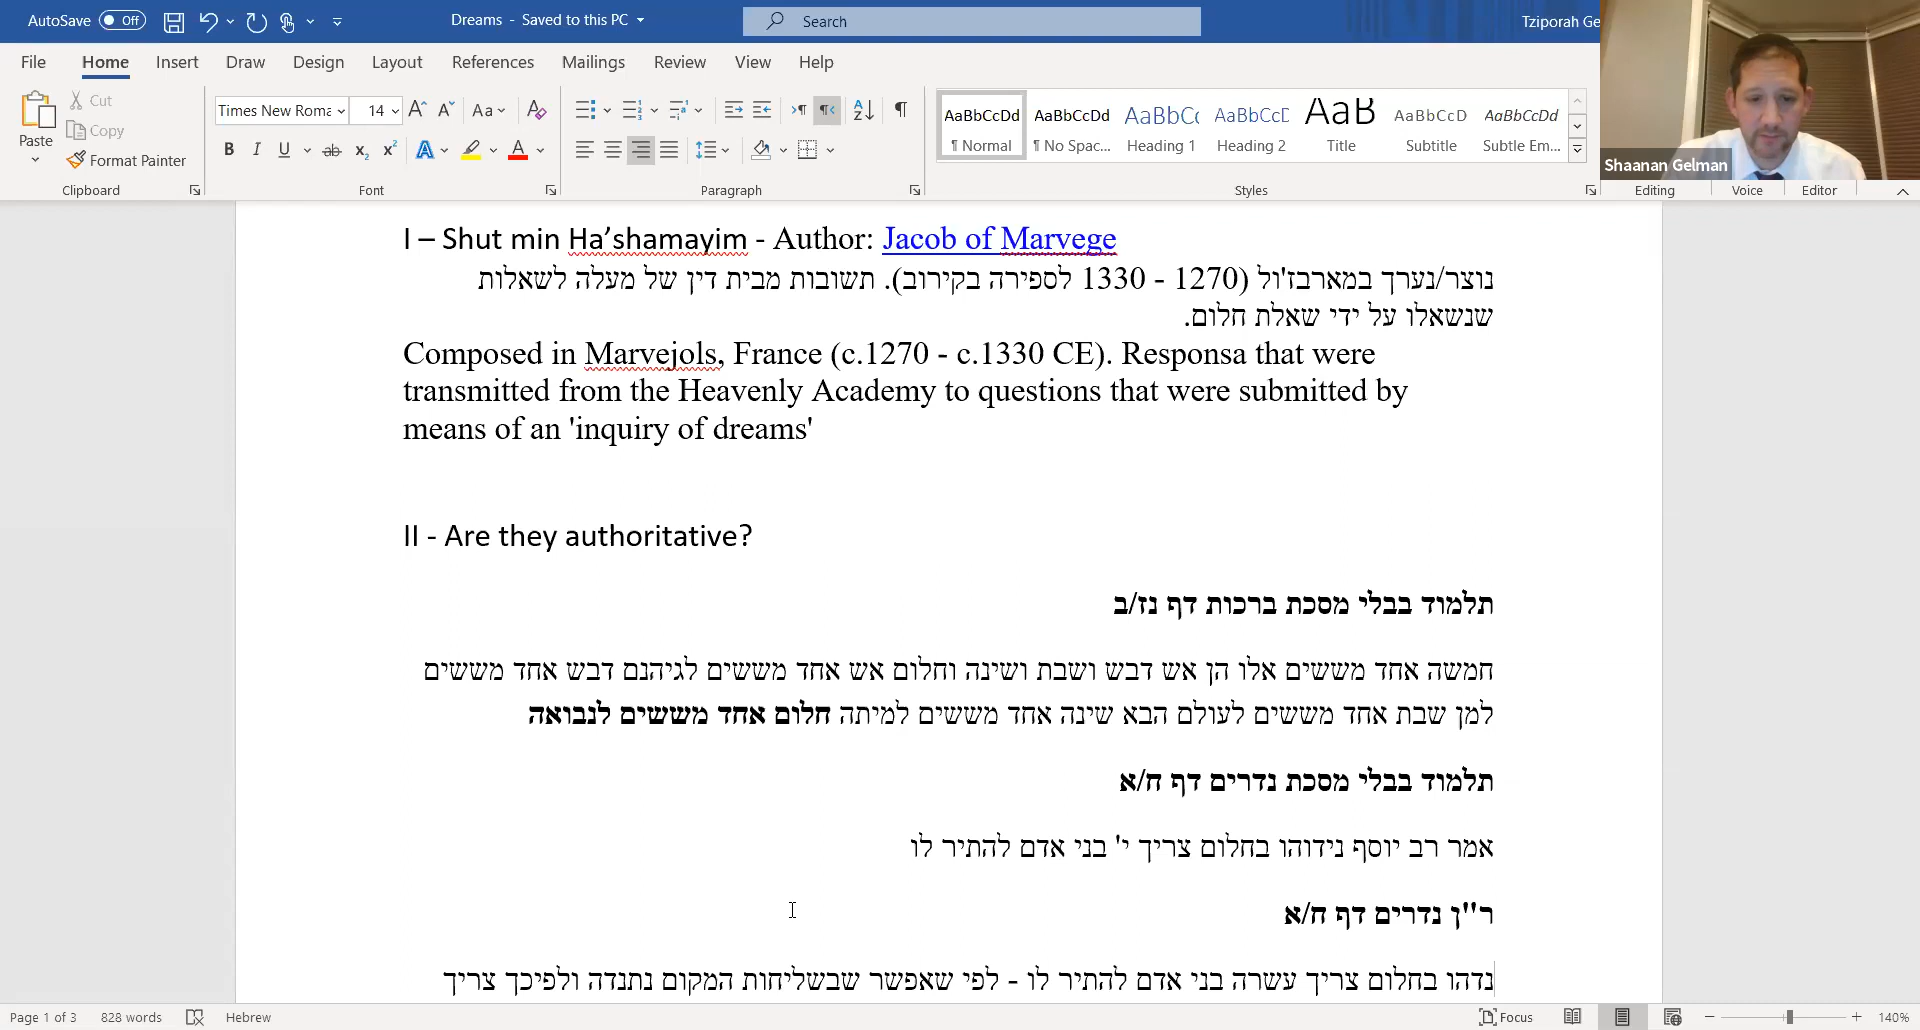 AutoSave Off Dreams - Saved to this PC Search Tziporah Ge
File Home Insert Draw Design Layout References Mailings Review View Help
Paste Cut Copy Format Painter
Times New Roma 14
Clipboard Font Paragraph Styles Editing Voice Editor
AaBbCcDd AaBbCcDd AaBbC AaBbCcE AaB AaBbCcD AaBbCcDd
¶ Normal ¶ No Spac... Heading 1 Heading 2 Title Subtitle Subtle Em...
Shaanan Gelman
I – Shut min Ha'shamayim - Author: Jacob of Marvege
נוצר/נערך במארבז'ול (1270 - 1330 לספירה בקירוב). תשובות מבית דין של מעלה לשאלות
שנשאלו על ידי שאלת חלום.
Composed in Marvejols, France (c.1270 - c.1330 CE). Responsa that were
transmitted from the Heavenly Academy to questions that were submitted by
means of an 'inquiry of dreams'
II - Are they authoritative?
תלמוד בבלי מסכת ברכות דף נז/ב
חמשה אחד מששים אלו הן אש דבש ושבת ושינה וחלום אש אחד מששים לגיהנם דבש אחד מששים
למן שבת אחד מששים לעולם הבא שינה אחד מששים למיתה חלום אחד מששים לנבואה
תלמוד בבלי מסכת נדרים דף ח/א
אמר רב יוסף נידוהו בחלום צריך י' בני אדם להתיר לו
ר"ן נדרים דף ח/א
נדהו בחלום צריך עשרה בני אדם להתיר לו - לפי שאפשר שבשליחות המקום נתנדה ולפיכך צריך
Page 1 of 3 828 words Hebrew Focus 140%